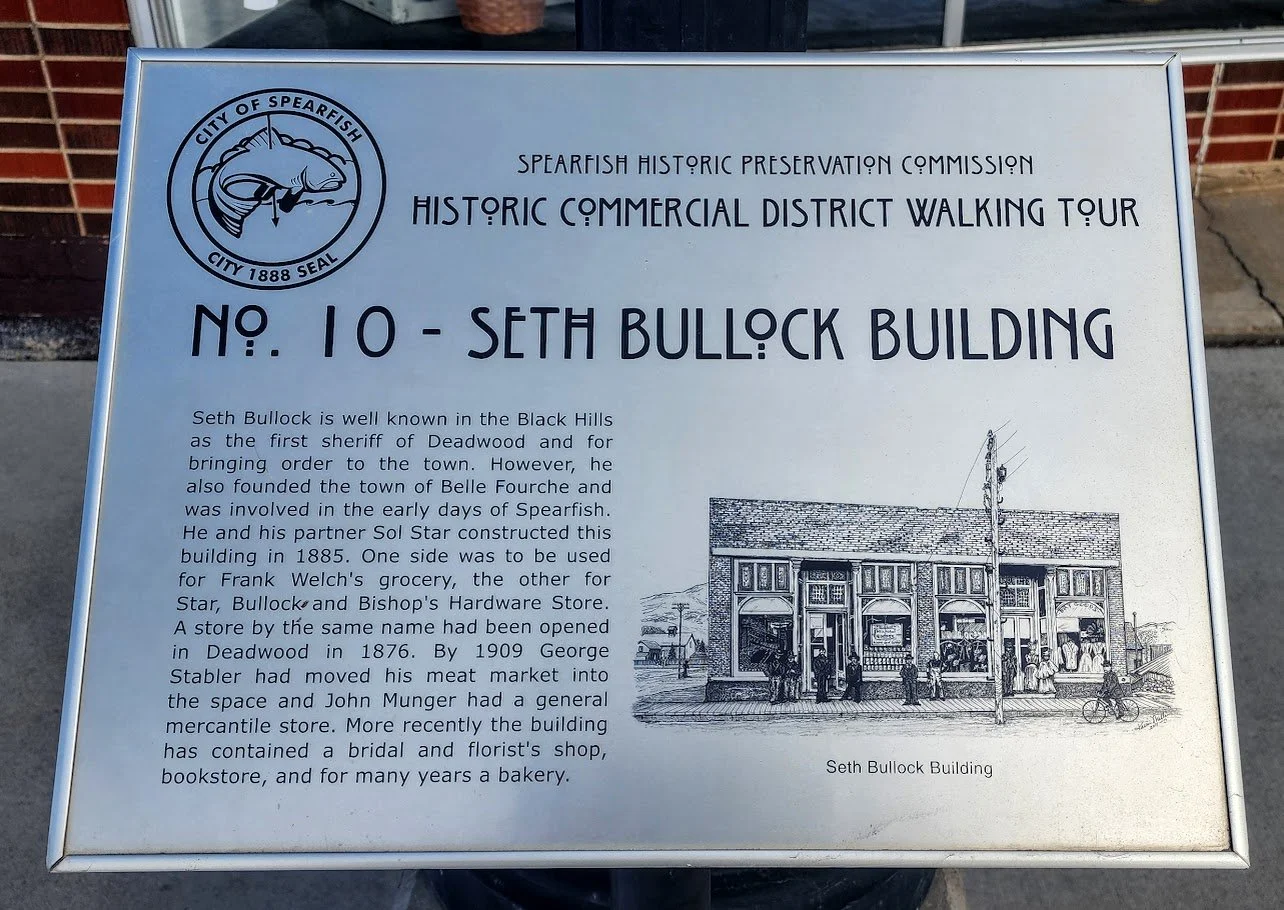 CITY OF SPEARFISH
CITY 1888 SEAL
SPEARFISH HISTORIC PRESERVATION COMMISSION
HISTORIC COMMERCIAL DISTRICT WALKING TOUR
No. 10 - SETH BULLOCK BUILDING
Seth Bullock is well known in the Black Hills
as the first sheriff of Deadwood and for
bringing order to the town. However, he
also founded the town of Belle Fourche and
was involved in the early days of Spearfish.
He and his partner Sol Star constructed this
building in 1885. One side was to be used
for Frank Welch's grocery, the other for
Star, Bullock and Bishop's Hardware Store.
A store by the same name had been opened
in Deadwood in 1876. By 1909 George
Stabler had moved his meat market into
the space and John Munger had a general
mercantile store. More recently the building
has contained a bridal and florist's shop,
bookstore, and for many years a bakery.
Seth Bullock Building